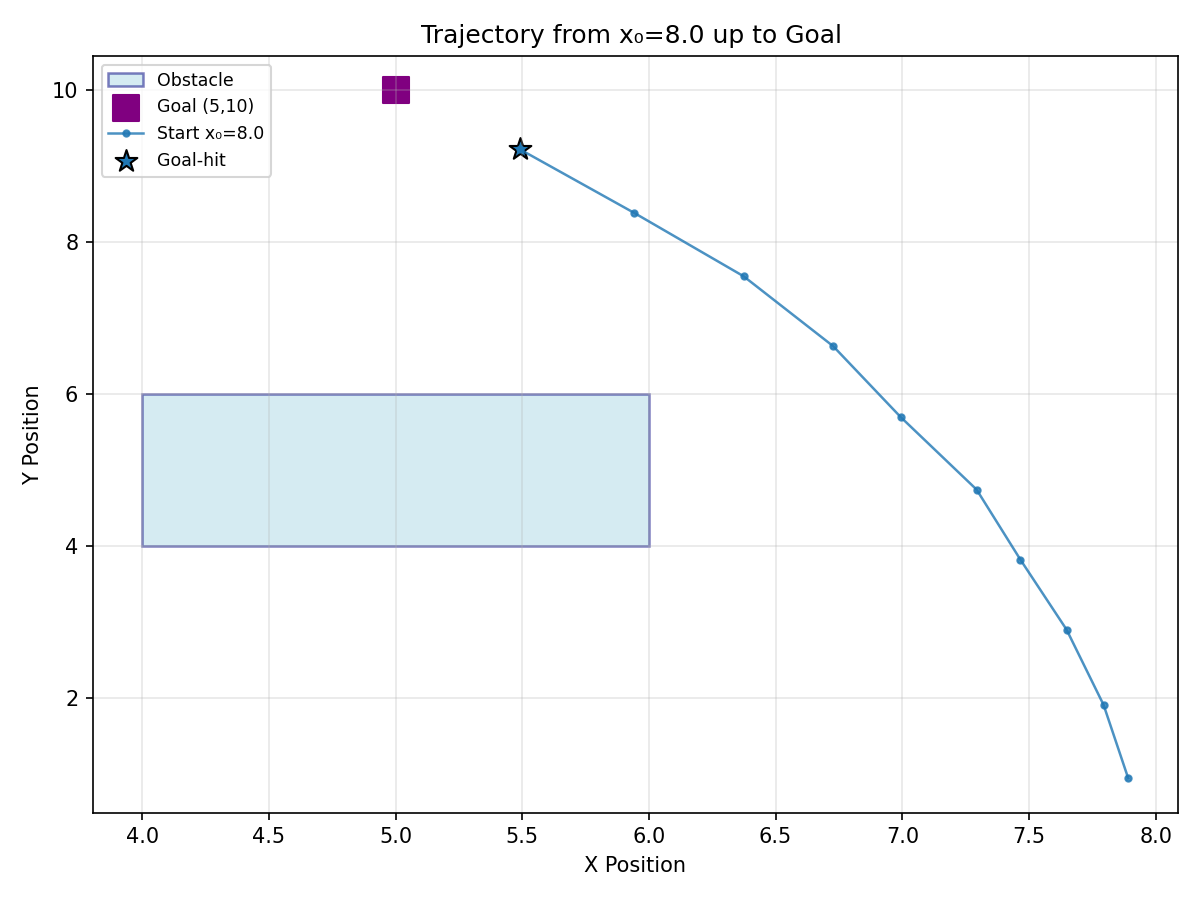 Trajectory from x₀=8.0 up to Goal
Obstacle
Goal (5,10)
Start x₀=8.0
Goal-hit
10
8
6
4
2
Y Position
4.0 4.5 5.0 5.5 6.0 6.5 7.0 7.5 8.0
X Position